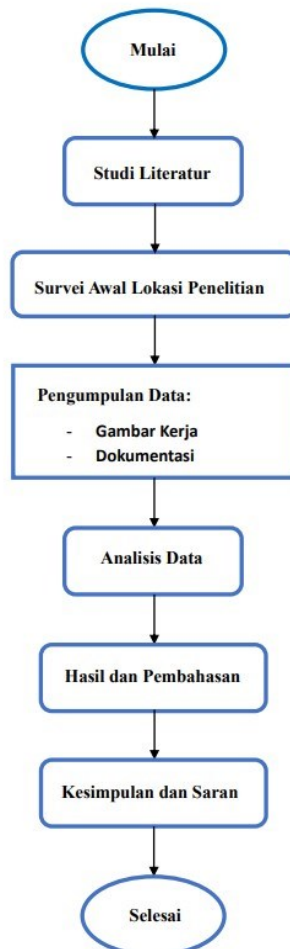 Mulai
Studi Literatur
Survei Awal Lokasi Penelitian
Pengumpulan Data:
- Gambar Kerja
- Dokumentasi
Analisis Data
Hasil dan Pembahasan
Kesimpulan dan Saran
Selesai